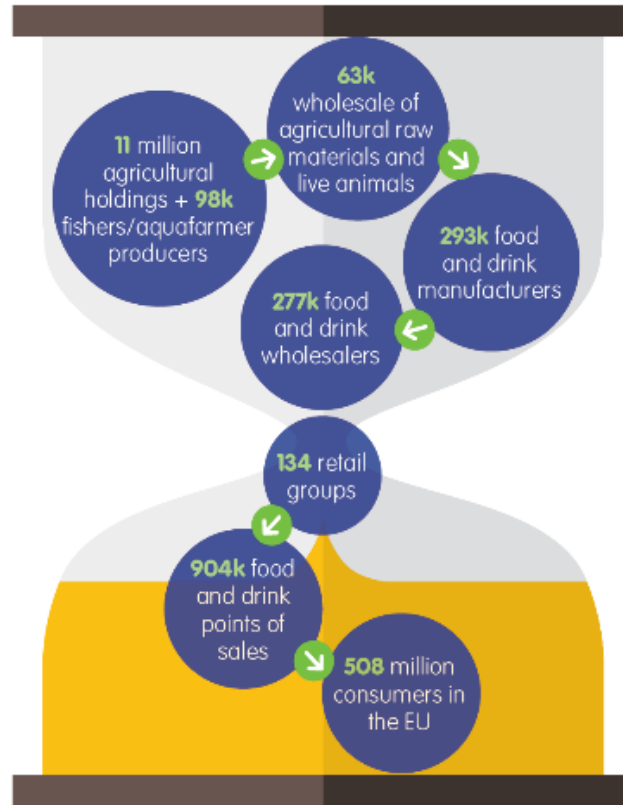 11 million
agricultural
holdings + 98k
fishers/aquafarmer
producers
63k
wholesale of
agricultural raw
materials and
live animals
293k food
and drink
manufacturers
277k food
and drink
wholesalers
134 retail
groups
904k food
and drink
points of
sales
508 million
consumers in
the EU